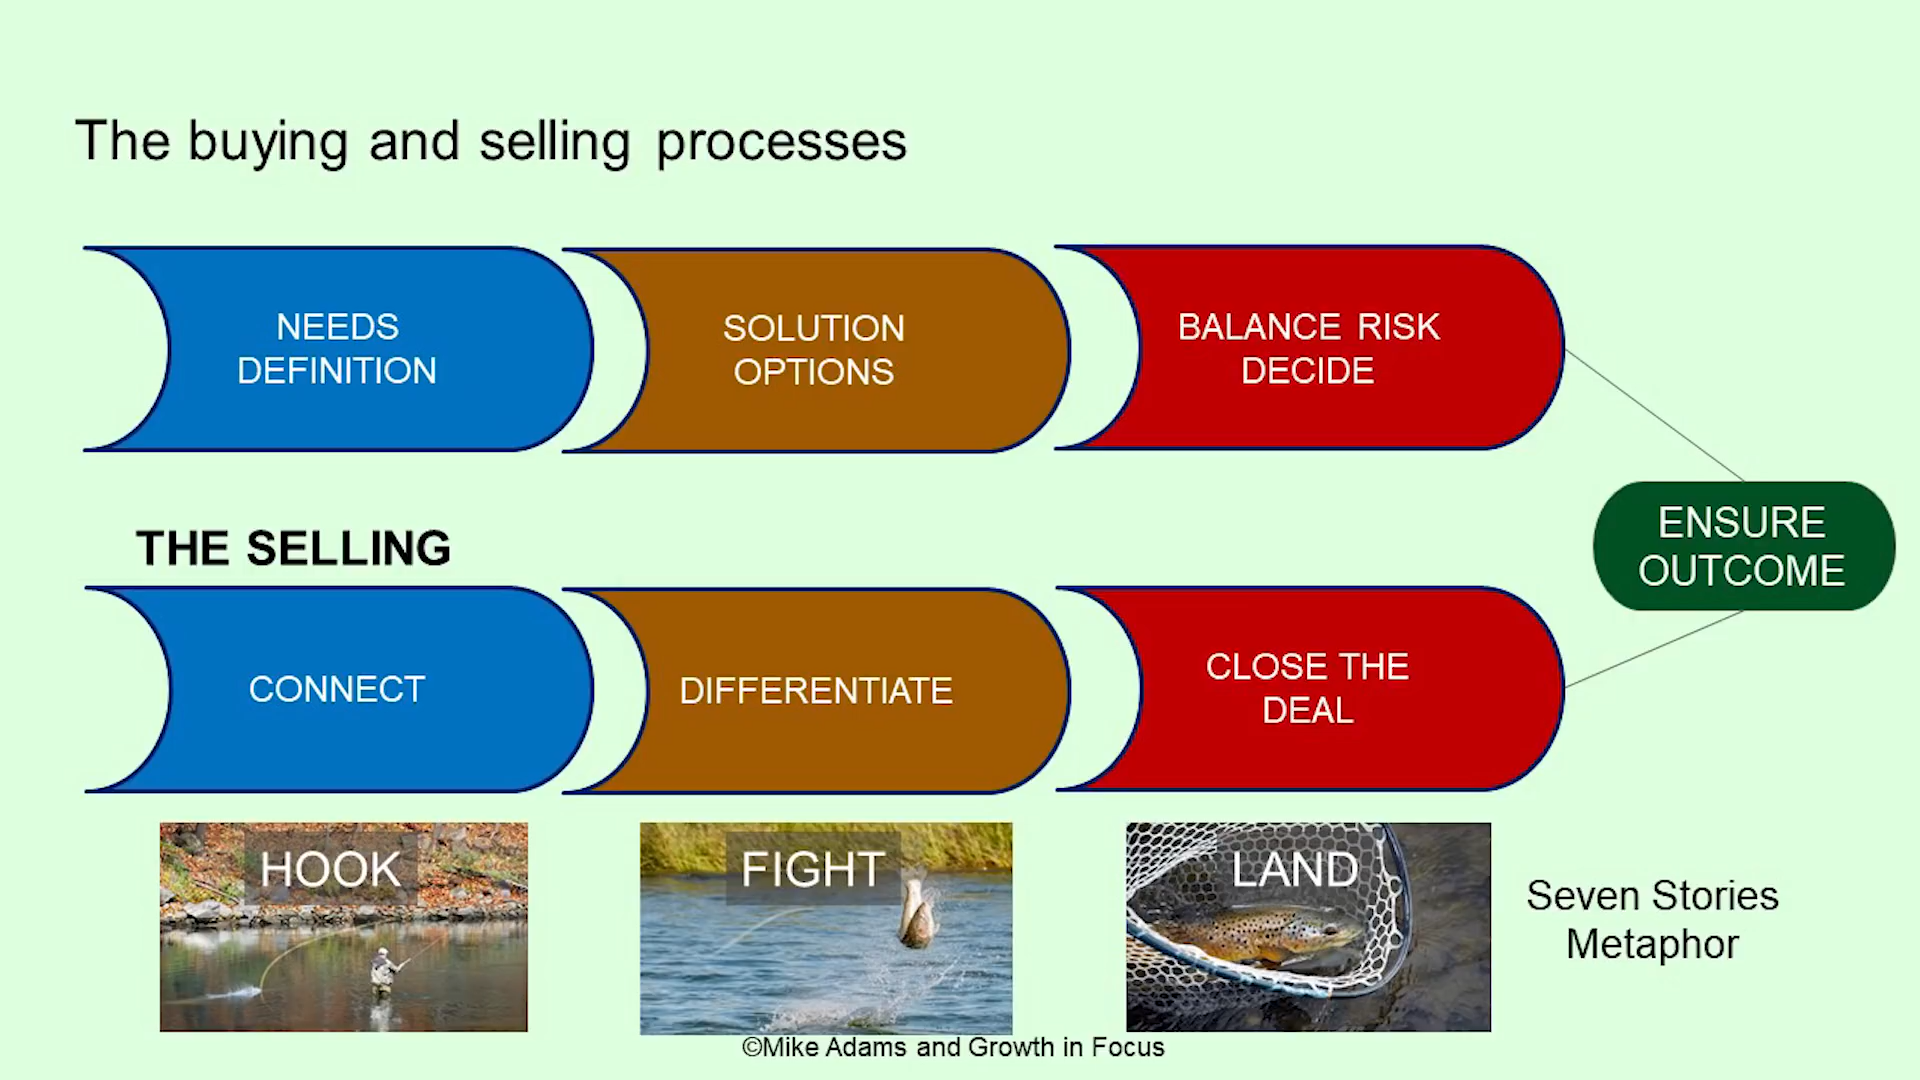 The buying and selling processes
NEEDS
DEFINITION
SOLUTION
OPTIONS
BALANCE RISK
DECIDE
ENSURE
OUTCOME
THE SELLING
CONNECT
DIFFERENTIATE
CLOSE THE
DEAL
HOOK
FIGHT
LAND
Seven Stories
Metaphor
©Mike Adams and Growth in Focus